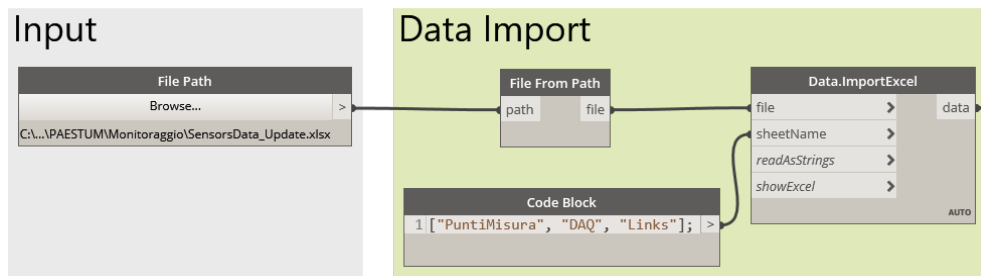 Input
File Path
Browse...
>
C:\...\PAESTUM\Monitoraggio\SensorsData_Update.xlsx
Data Import
File From Path
path file
Data.ImportExcel
file > data
sheetName >
readAsStrings >
showExcel >
AUTO
Code Block
1 ["PuntiMisura", "DAQ", "Links"]; >